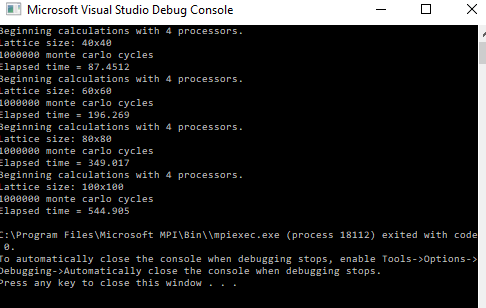 Microsoft Visual Studio Debug Console
Beginning calculations with 4 processors.
Lattice size: 40x40
1000000 monte carlo cycles
Elapsed time = 87.4512
Beginning calculations with 4 processors.
Lattice size: 60x60
1000000 monte carlo cycles
Elapsed time = 196.269
Beginning calculations with 4 processors.
Lattice size: 80x80
1000000 monte carlo cycles
Elapsed time = 349.017
Beginning calculations with 4 processors.
Lattice size: 100x100
1000000 monte carlo cycles
Elapsed time = 544.905
C:\Program Files\Microsoft MPI\Bin\\mpiexec.exe (process 18112) exited with code
 0.
To automatically close the console when debugging stops, enable Tools->Options->
Debugging->Automatically close the console when debugging stops.
Press any key to close this window . . .